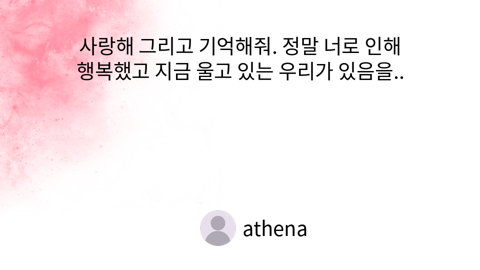 사랑해 그리고 기억해줘. 정말 너로 인해
행복했고 지금 울고 있는 우리가 있음을..
athena